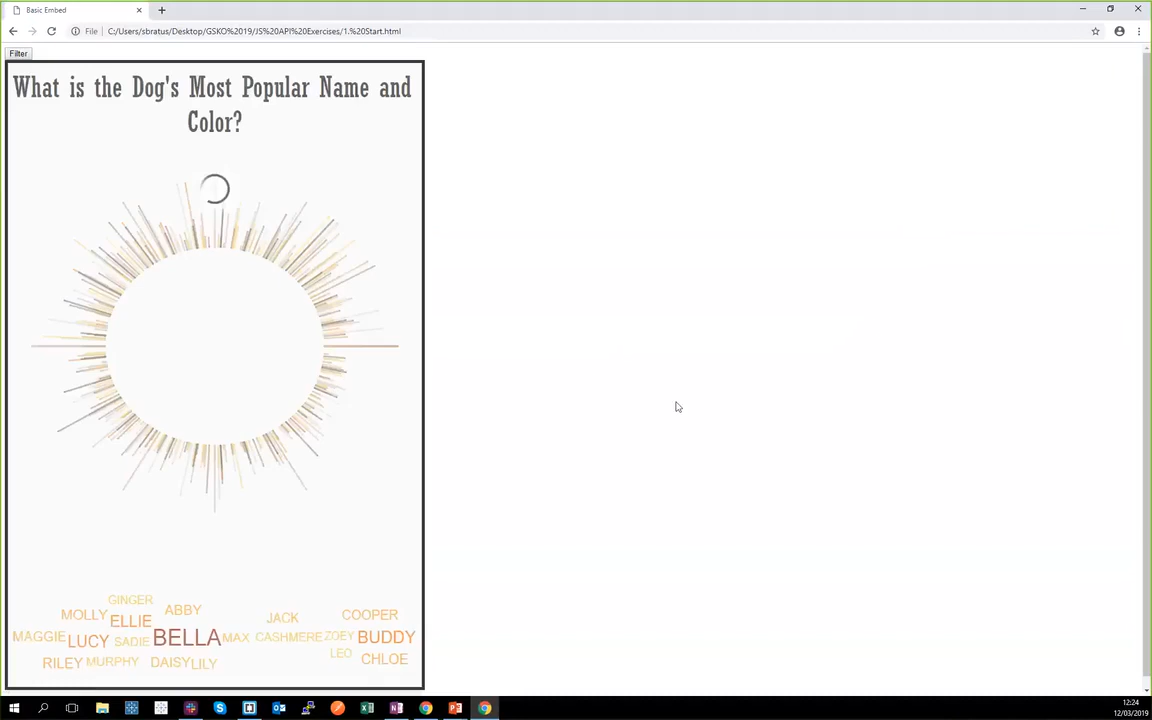 Basic Embed
File
C:/Users/sbratus/Desktop/GSKO%202019/JS%20API%20Exercises/1.%20Start.html
Filter
What is the Dog's Most Popular Name and
Color?
GINGER
MOLLY ELLIE ABBY JACK COOPER
MAGGIE LUCY SADIE BELLA MAX CASHMERE ZOEY BUDDY
RILEY MURPHY DAISY LILY LEO CHLOE
12:24
12/03/2019